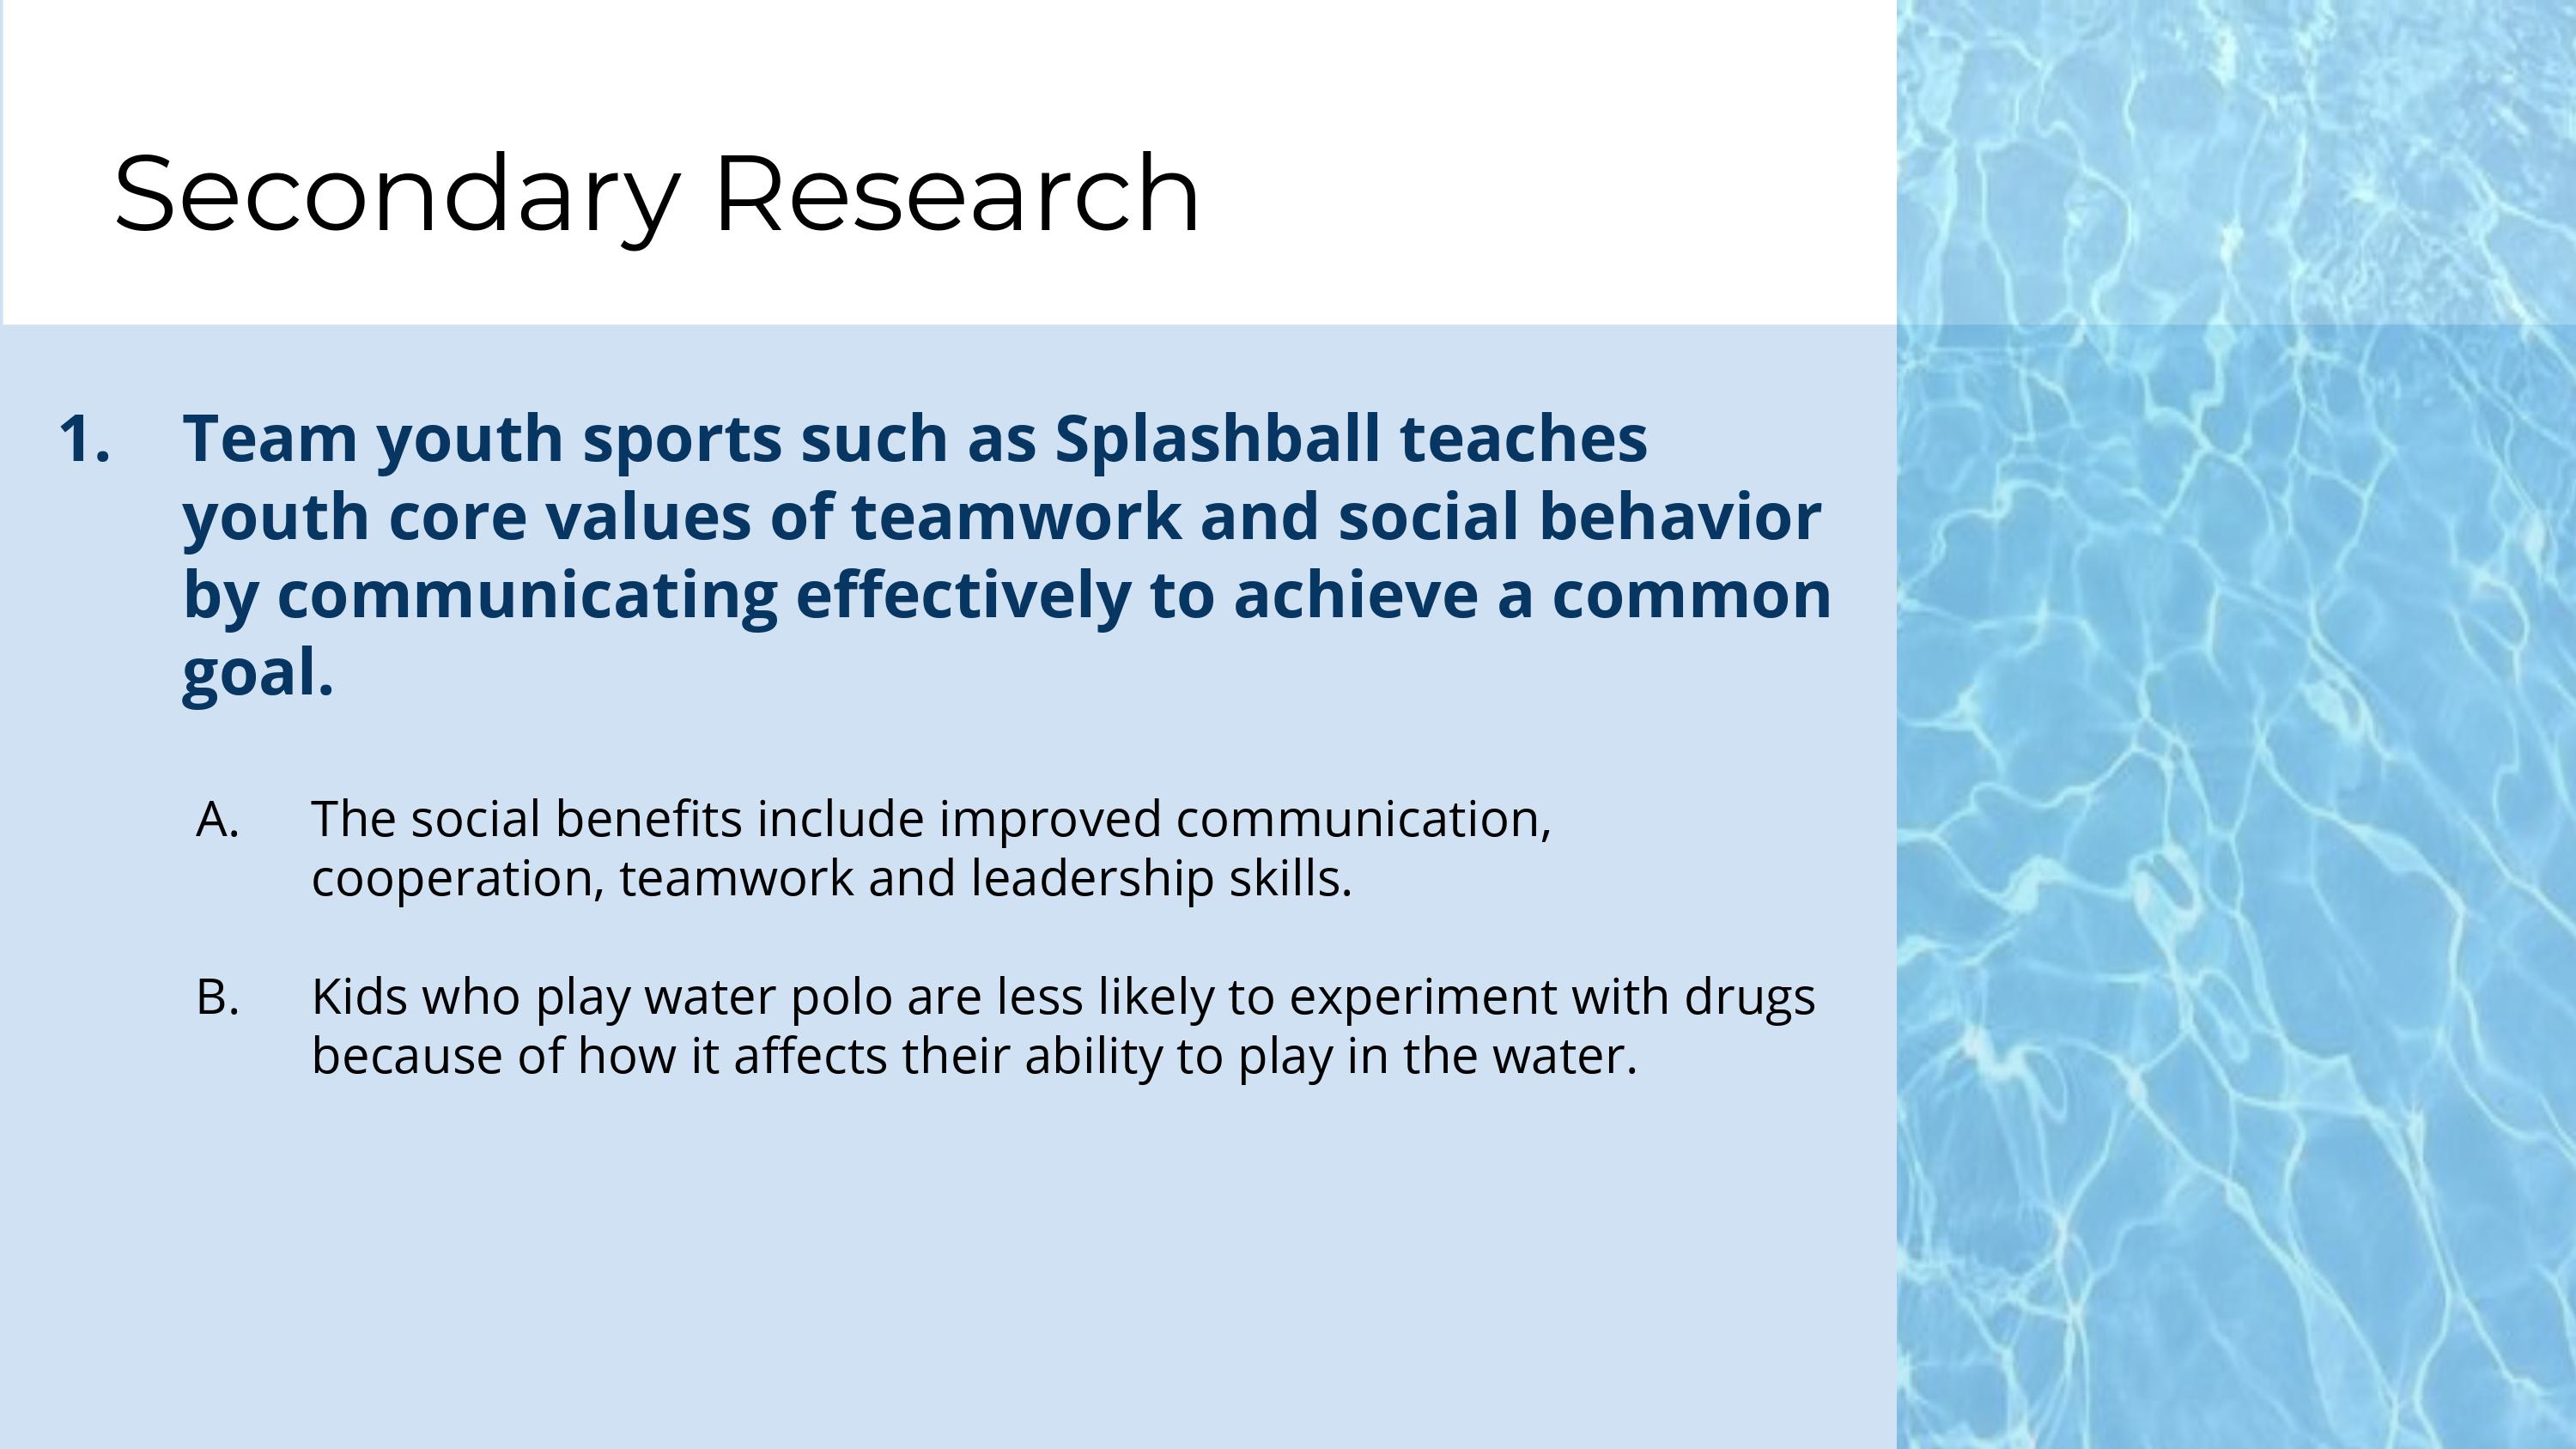 Secondary Research
1. Team youth sports such as Splashball teaches
youth core values of teamwork and social behavior
by communicating effectively to achieve a common
goal.
A. The social benefits include improved communication,
cooperation, teamwork and leadership skills.
B. Kids who play water polo are less likely to experiment with drugs
because of how it affects their ability to play in the water.